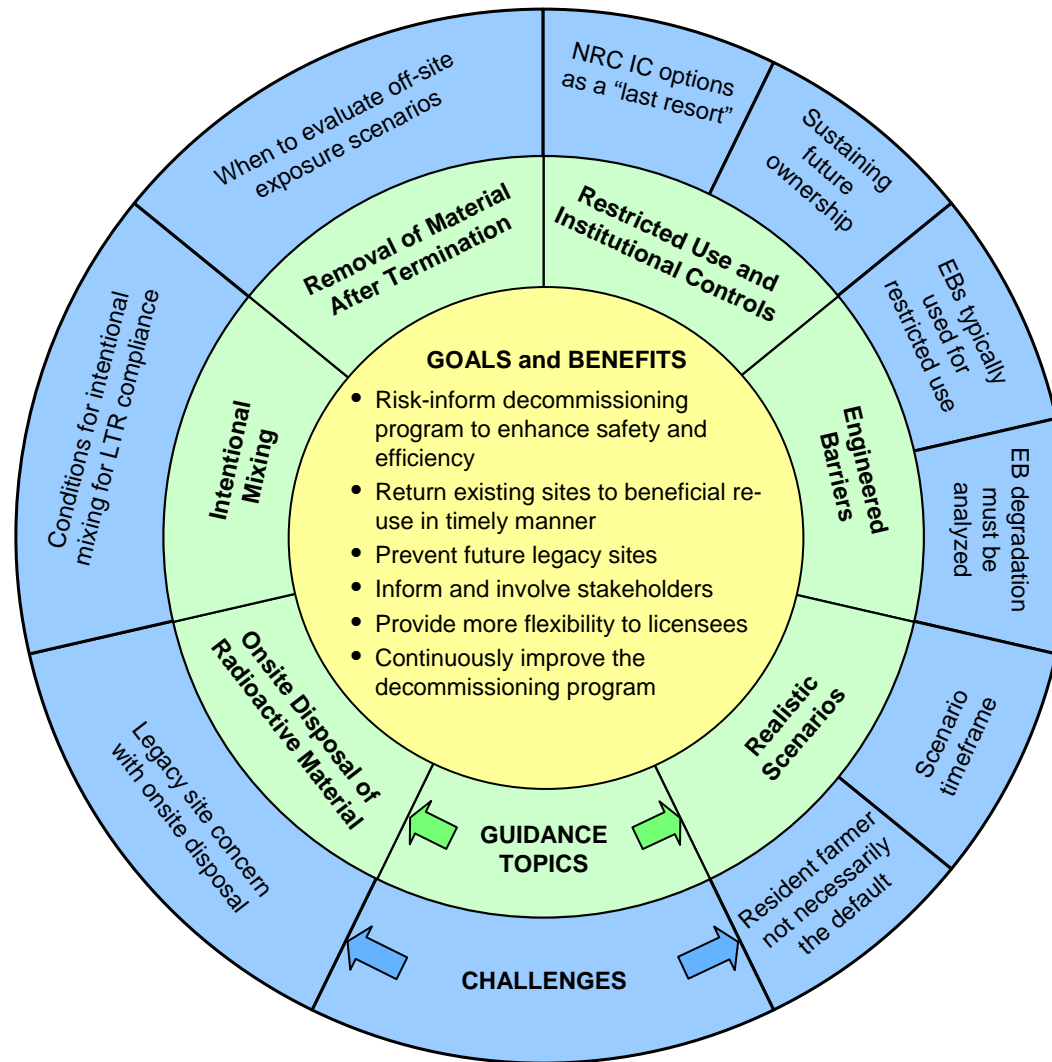 NRC IC options
as a “last resort”
Sustaining
future
ownership
EBs typically
used for
restricted use
EB degradation
must be
analyzed
Scenario
timeframe
Resident farmer
not necessarily
the default
CHALLENGES
Legacy site concern
with onsite disposal
Conditions for intentional
mixing for LTR compliance
When to evaluate off-site
exposure scenarios
Restricted Use and
Institutional Controls
Engineered
Barriers
Realistic
Scenarios
GUIDANCE
TOPICS
Onsite Disposal of
Radioactive Material
Intentional
Mixing
Removal of Material
After Termination
GOALS and BENEFITS
• Risk-inform decommissioning
program to enhance safety and
efficiency
• Return existing sites to beneficial re-
use in timely manner
• Prevent future legacy sites
• Inform and involve stakeholders
• Provide more flexibility to licensees
• Continuously improve the
decommissioning program